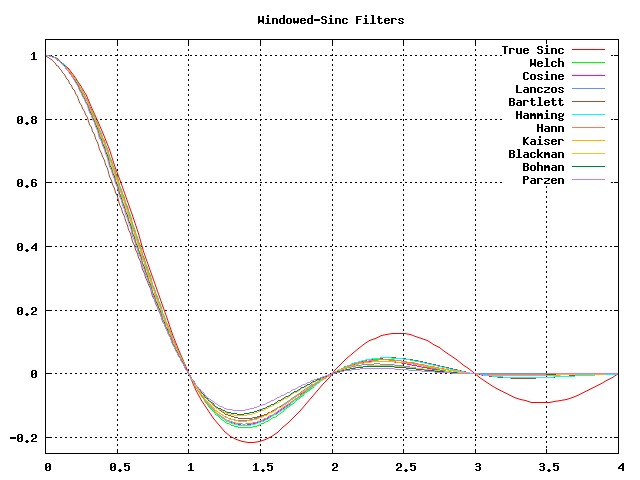 Windowed-Sinc Filters
True Sinc
Welch
Cosine
Lanczos
Bartlett
Hamming
Hann
Kaiser
Blackman
Bohman
Parzen
1
0.8
0.6
0.4
0.2
0
-0.2
0 0.5 1 1.5 2 2.5 3 3.5 4